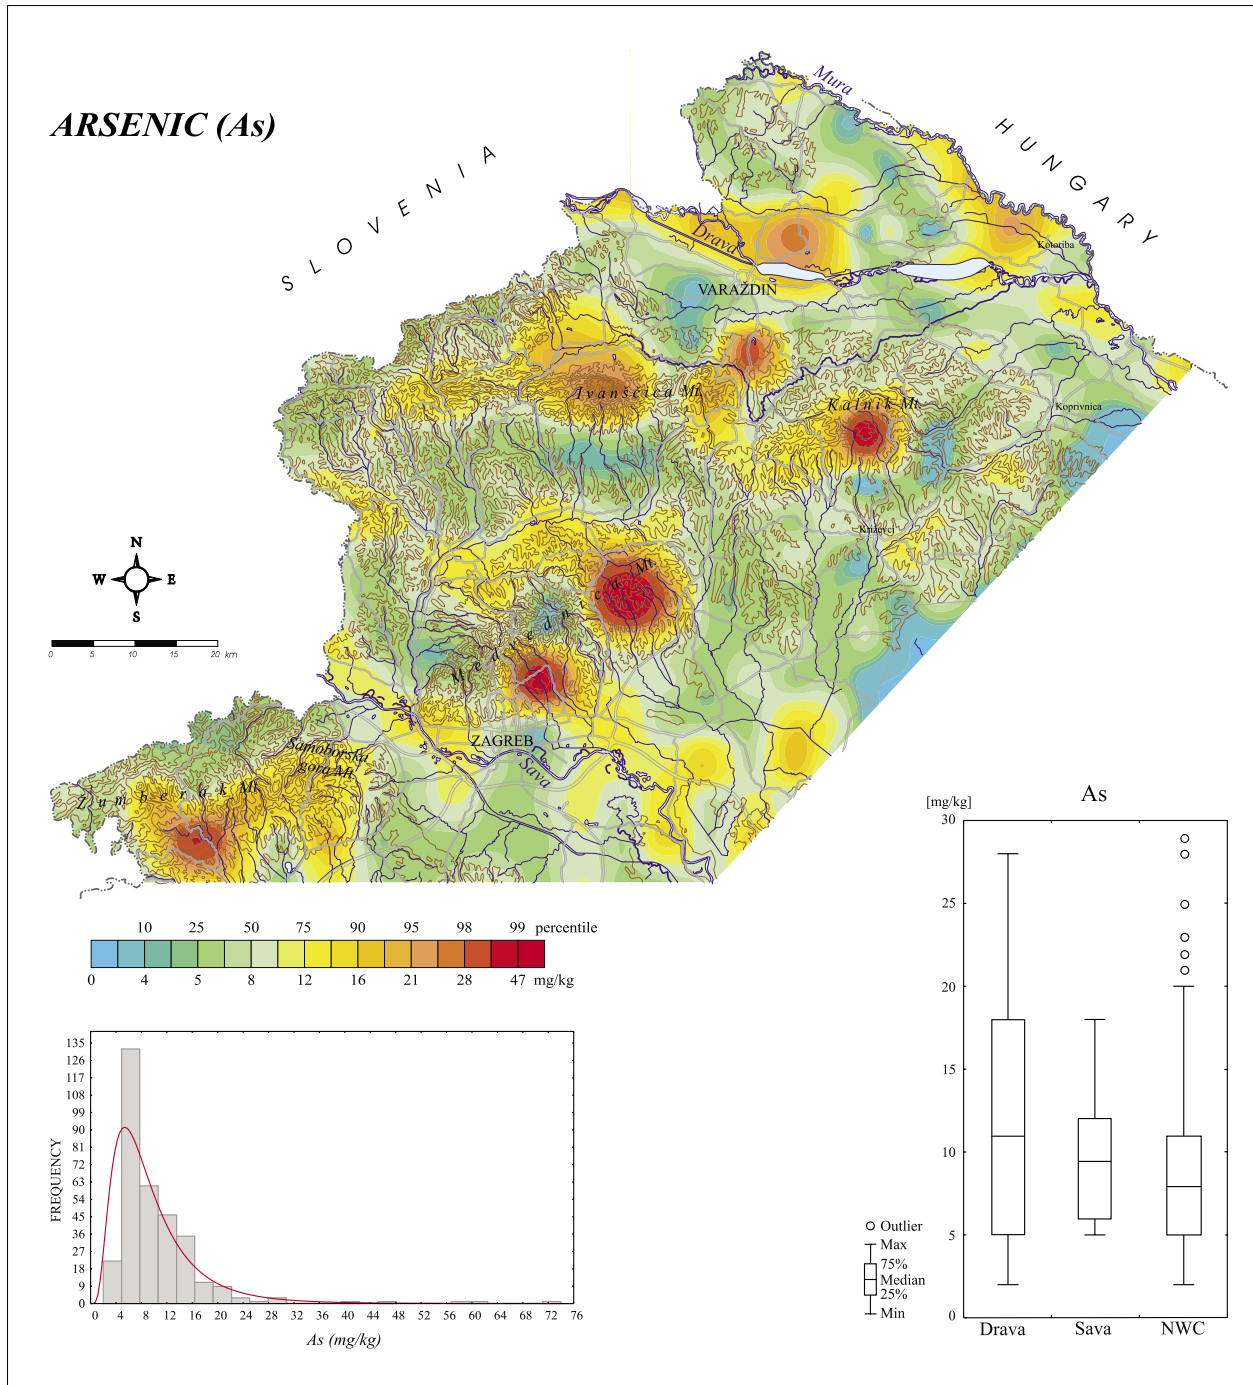 ARSENIC (As)
SLOVENIA
HUNGARY
Mura
Drava
Kotoriba
VARAŽDIN
Ivanščica Mt.
Kalnik Mt.
Koprivnica
Križevci
Medvednica Mt.
ZAGREB
Sava
Samoborska
gora Mt.
Žumberak Mt.
N
W E
S
0 5 10 15 20 km
10 25 50 75 90 95 98 99 percentile
0 4 5 8 12 16 21 28 47 mg/kg
FREQUENCY
135
126
117
108
99
90
81
72
63
54
45
36
27
18
9
0
0 4 8 12 16 20 24 28 32 36 40 44 48 52 56 60 64 68 72 76
As (mg/kg)
As
[mg/kg]
30
25
20
15
10
5
0
Drava Sava NWC
Outlier
Max
75%
Median
25%
Min